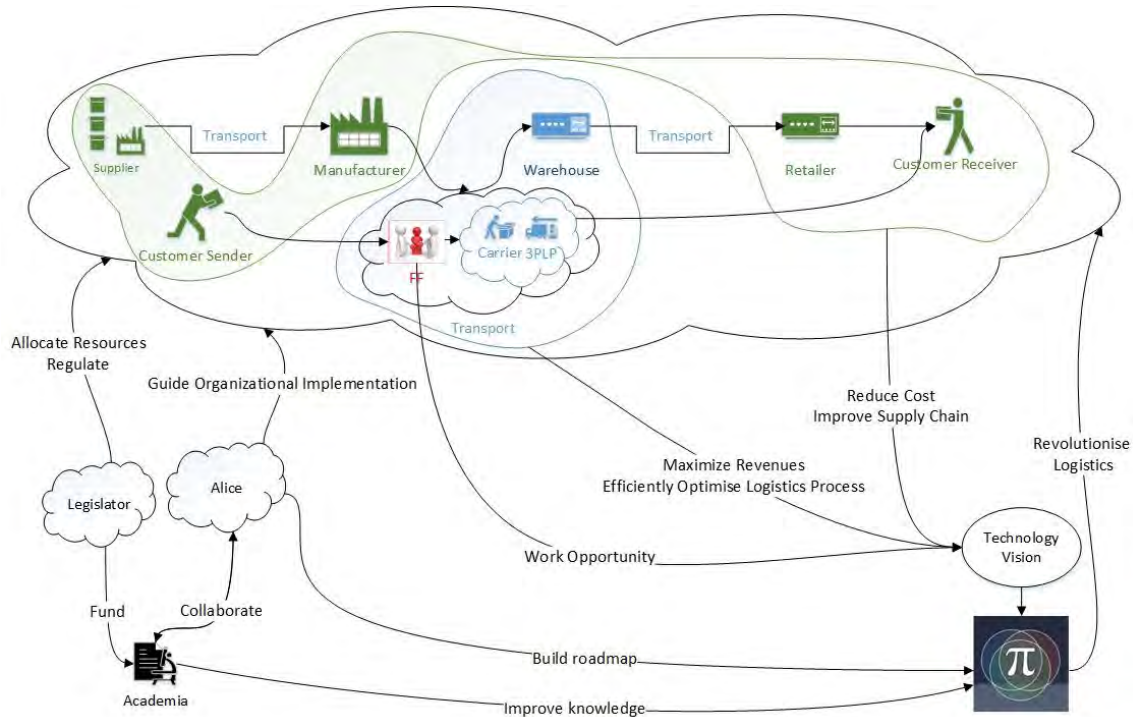 Transport
Transport
Supplier
Manufacturer
Warehouse
Retailer
Customer Receiver
Customer Sender
FF
Carrier 3PLP
Transport
Allocate Resources
Regulate
Guide Organizational Implementation
Reduce Cost
Improve Supply Chain
Revolutionise
Logistics
Maximize Revenues
Efficiently Optimise Logistics Process
Legislator
Alice
Technology
Vision
Work Opportunity
Fund
Collaborate
Build roadmap
π
Academia
Improve knowledge